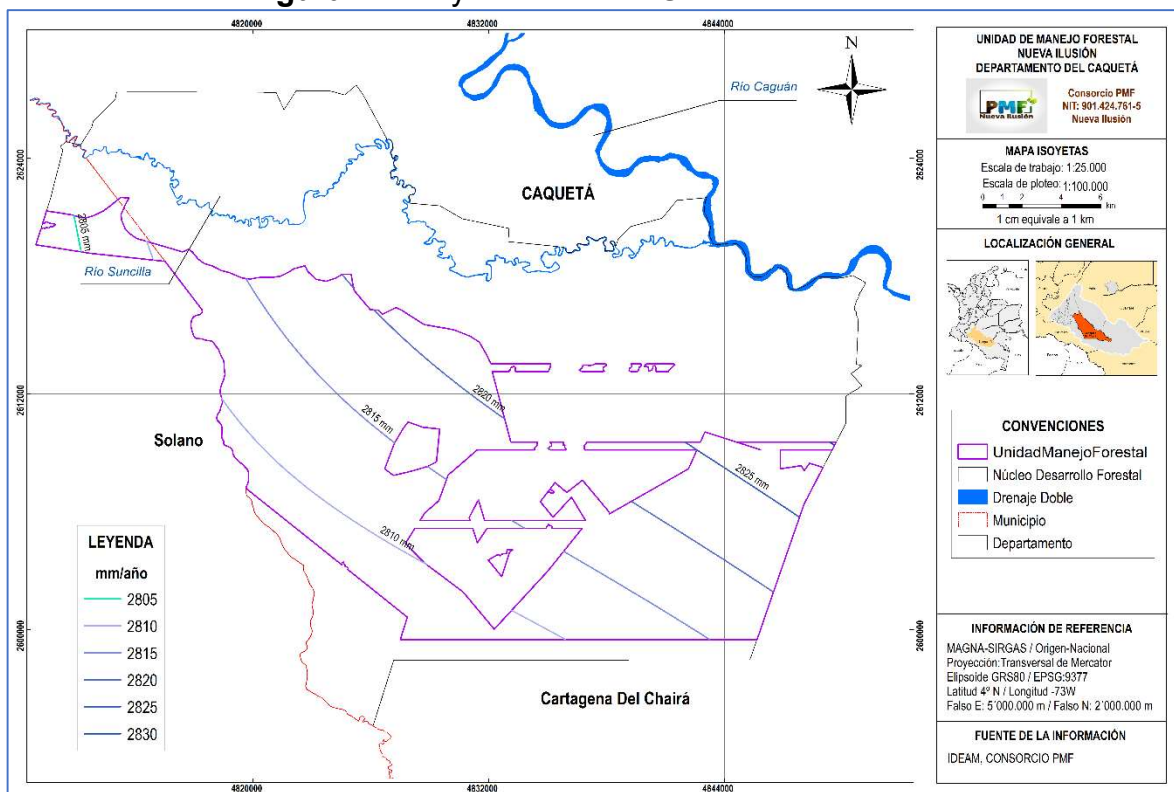 4820000
4832000
4844000
N
Río Caguán
2624000
2624000
CAQUETÁ
2805 mm
Río Suncilla
2820 mm
2612000
2612000
2815 mm
Solano
2825 mm
2810 mm
LEYENDA
mm/año
2805
2810
2815
2820
2825
2830
2600000
2600000
Cartagena Del Chairá
4820000
4832000
4844000
UNIDAD DE MANEJO FORESTAL
NUEVA ILUSIÓN
DEPARTAMENTO DEL CAQUETÁ
PMF
Nueva Ilusión
Consorcio PMF
NIT: 901.424.761-5
Nueva Ilusión
MAPA ISOYETAS
Escala de trabajo: 1:25.000
Escala de ploteo: 1:100.000
0 1 2 4 6
km
1 cm equivale a 1 km
LOCALIZACIÓN GENERAL
CONVENCIONES
UnidadManejoForestal
Núcleo Desarrollo Forestal
Drenaje Doble
Municipio
Departamento
INFORMACIÓN DE REFERENCIA
MAGNA-SIRGAS / Origen-Nacional
Proyección:Transversal de Mercator
Elipsoide GRS80 / EPSG:9377
Latitud 4º N / Longitud -73W
Falso E: 5´000.000 m / Falso N: 2´000.000 m
FUENTE DE LA INFORMACIÓN
IDEAM, CONSORCIO PMF